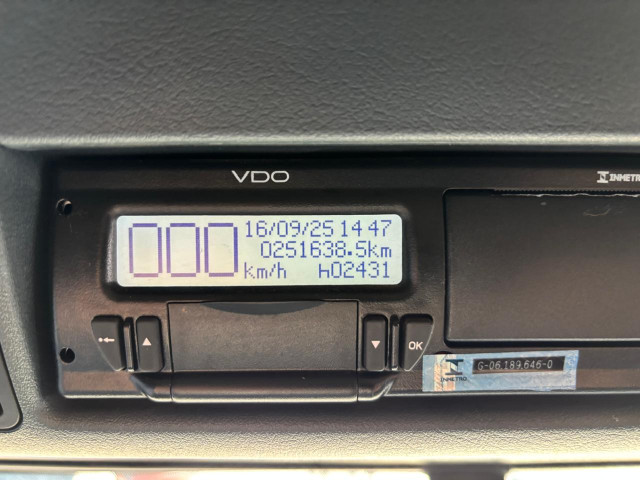 VDO
INMETRO
000
16/09/25 14 47
0251638.5km
km/h h02431
OK
INMETRO
G-06.189.646-0